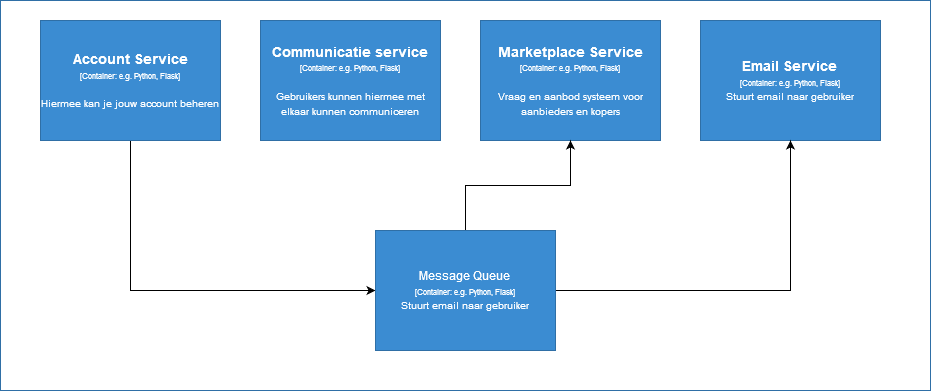 Account Service
[Container: e.g. Python, Flask]
Hiermee kan je jouw account beheren
Communicatie service
[Container: e.g. Python, Flask]
Gebruikers kunnen hiermee met
elkaar kunnen communiceren
Marketplace Service
[Container: e.g. Python, Flask]
Vraag en aanbod systeem voor
aanbieders en kopers
Email Service
[Container: e.g. Python, Flask]
Stuurt email naar gebruiker
Message Queue
[Container: e.g. Python, Flask]
Stuurt email naar gebruiker